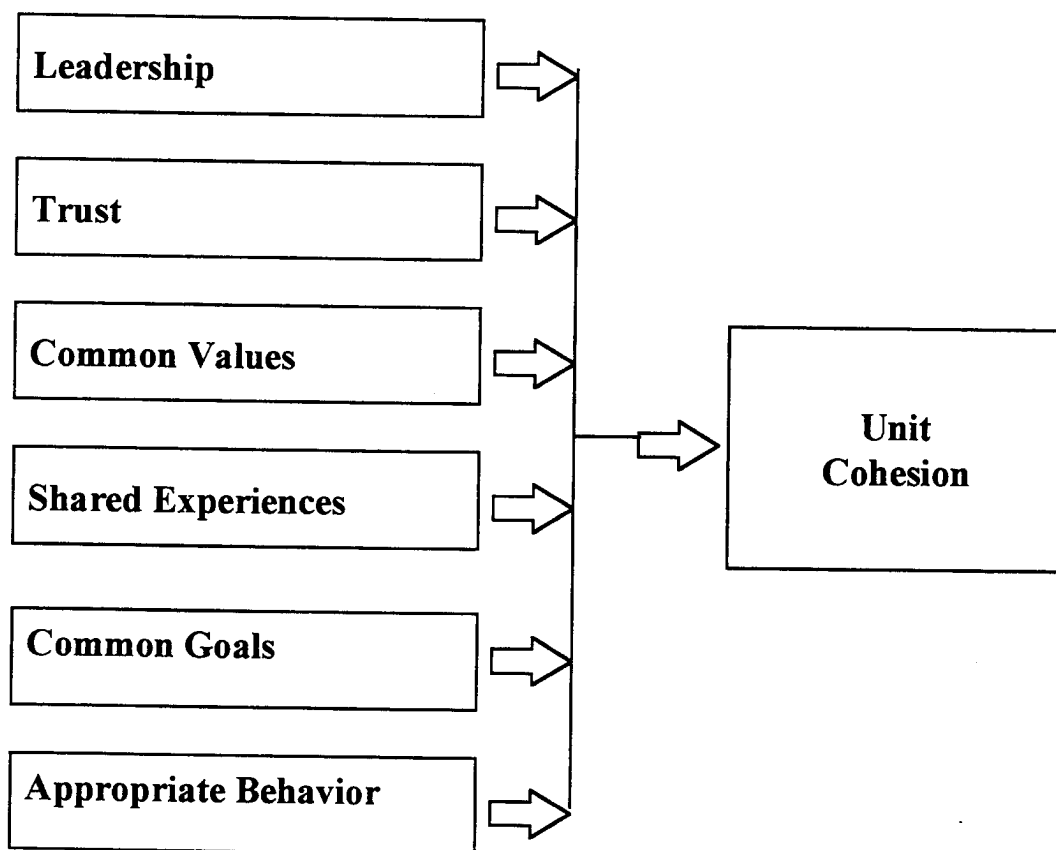 Leadership
Trust
Common Values
Shared Experiences
Common Goals
Appropriate Behavior
Unit
Cohesion